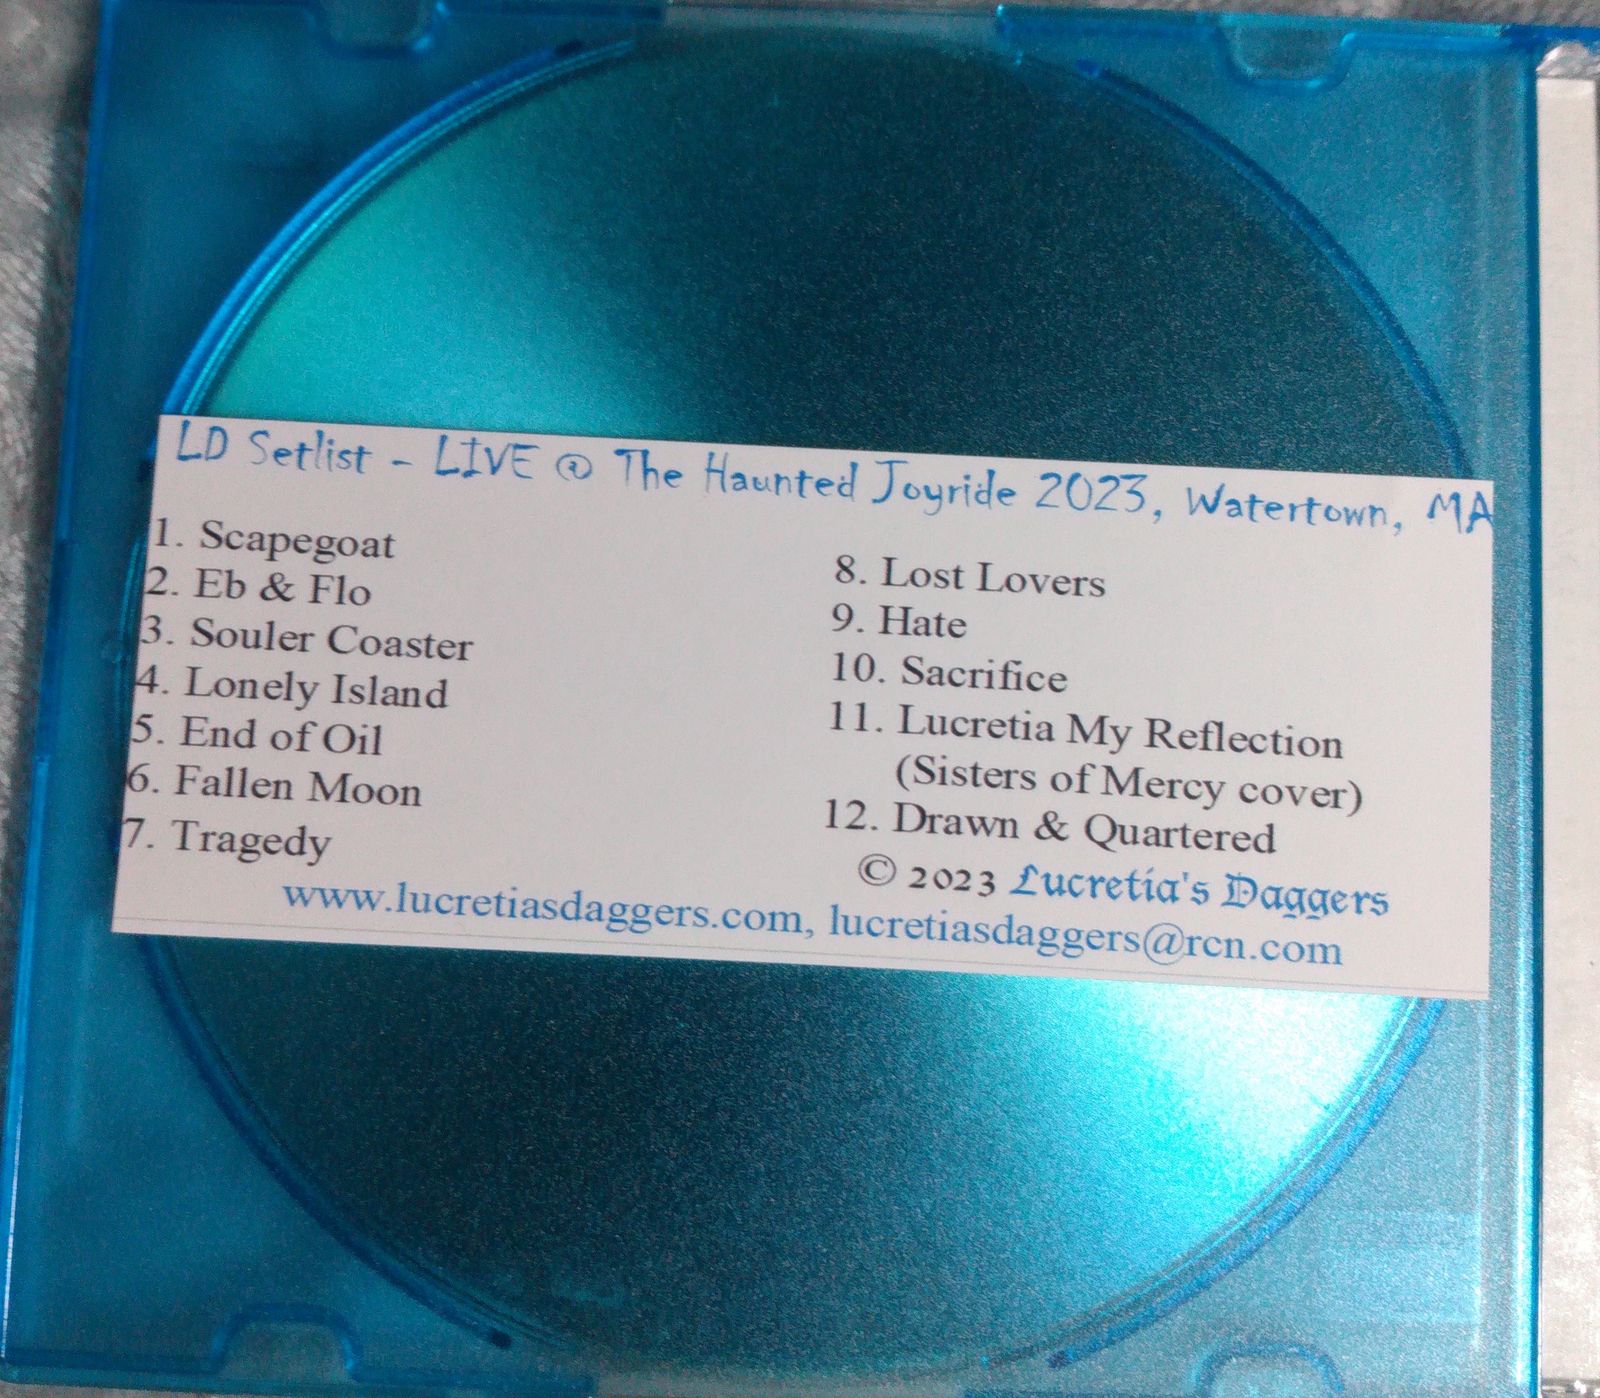 LD Setlist - LIVE @ The Haunted Joyride 2023, Watertown, MA
1. Scapegoat
2. Eb & Flo
3. Souler Coaster
4. Lonely Island
5. End of Oil
6. Fallen Moon
7. Tragedy
8. Lost Lovers
9. Hate
10. Sacrifice
11. Lucretia My Reflection
(Sisters of Mercy cover)
12. Drawn & Quartered
© 2023 Lucretia's Daggers
www.lucretiasdaggers.com, lucretiasdaggers@rcn.com